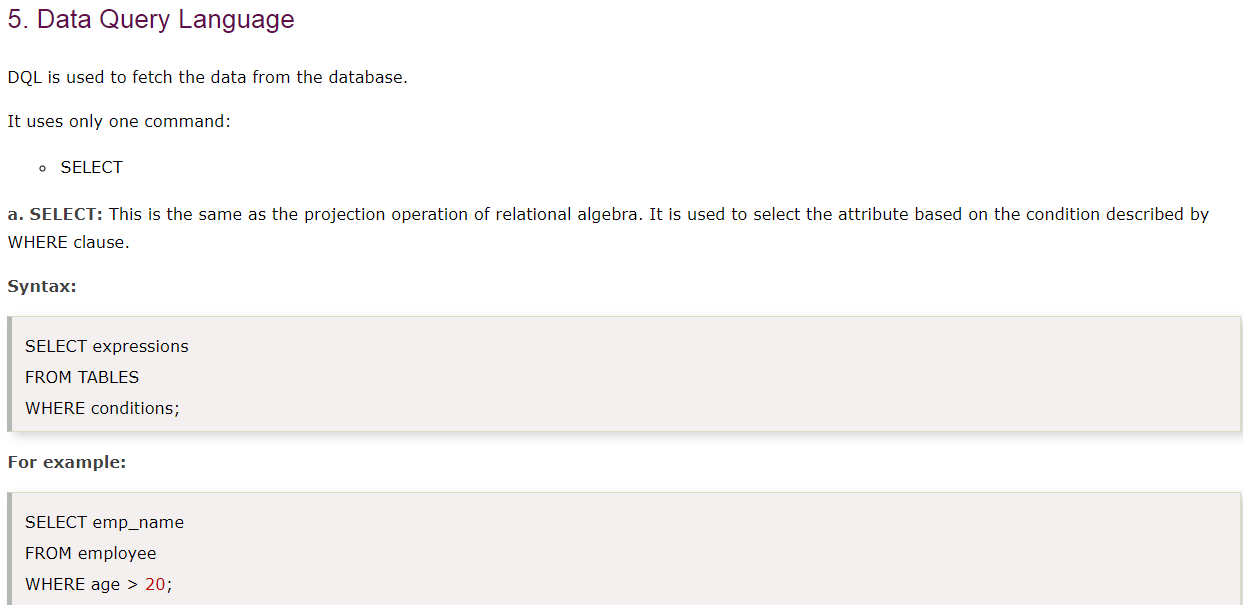 5. Data Query Language
DQL is used to fetch the data from the database.
It uses only one command:
SELECT
a. SELECT: This is the same as the projection operation of relational algebra. It is used to select the attribute based on the condition described by
WHERE clause.
Syntax:
SELECT expressions
FROM TABLES
WHERE conditions;
For example:
SELECT emp_name
FROM employee
WHERE age > 20;